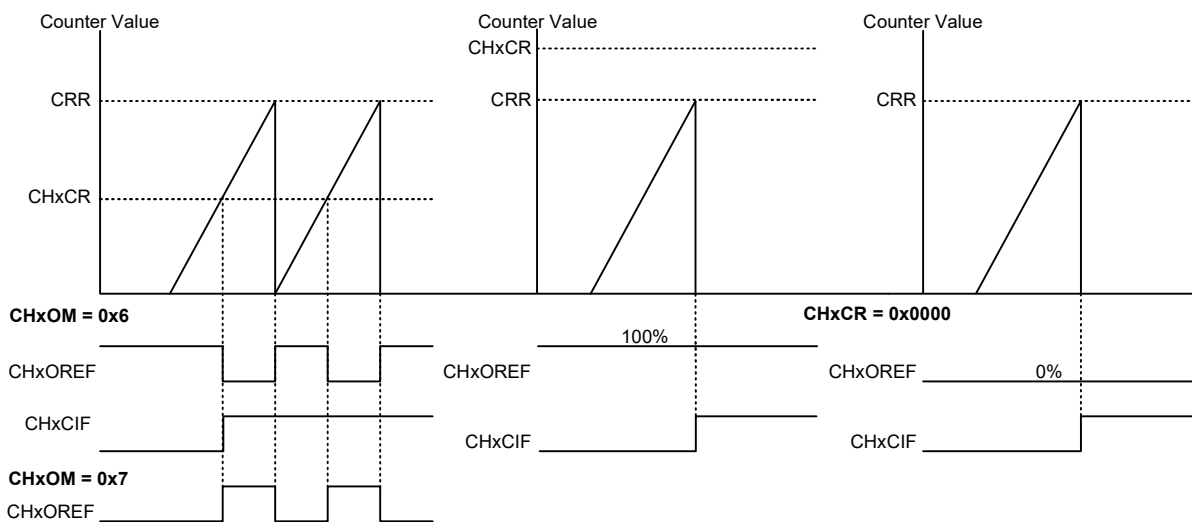 Counter Value
CRR
CHxCR
CHxOM = 0x6
CHxOREF
CHxCIF
CHxOM = 0x7
CHxOREF
Counter Value
CHxCR
CRR
100%
CHxOREF
CHxCIF
Counter Value
CRR
CHxCR = 0x0000
CHxOREF
0%
CHxCIF